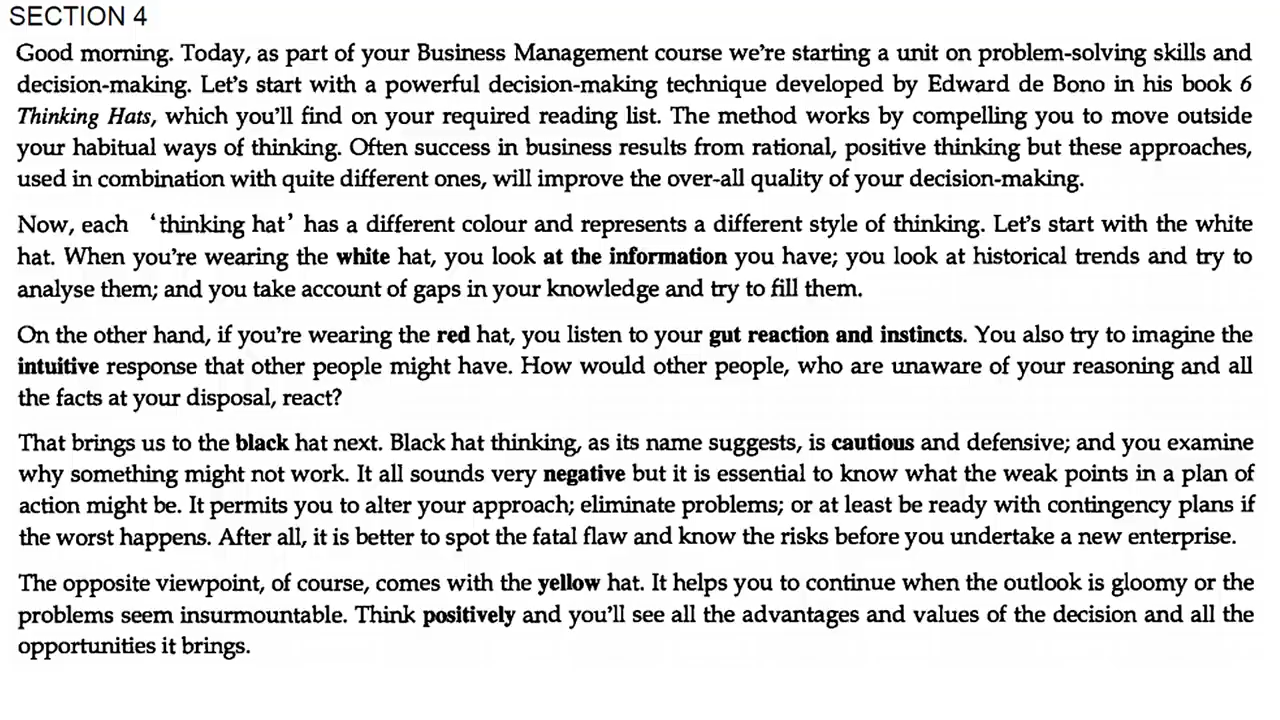 SECTION 4
Good morning. Today, as part of your Business Management course we're starting a unit on problem-solving skills and
decision-making. Let's start with a powerful decision-making technique developed by Edward de Bono in his book 6
Thinking Hats, which you'll find on your required reading list. The method works by compelling you to move outside
your habitual ways of thinking. Often success in business results from rational, positive thinking but these approaches,
used in combination with quite different ones, will improve the over-all quality of your decision-making.
Now, each ‘thinking hat’ has a different colour and represents a different style of thinking. Let's start with the white
hat. When you're wearing the white hat, you look at the information you have; you look at historical trends and try to
analyse them; and you take account of gaps in your knowledge and try to fill them.
On the other hand, if you're wearing the red hat, you listen to your gut reaction and instincts. You also try to imagine the
intuitive response that other people might have. How would other people, who are unaware of your reasoning and all
the facts at your disposal, react?
That brings us to the black hat next. Black hat thinking, as its name suggests, is cautious and defensive; and you examine
why something might not work. It all sounds very negative but it is essential to know what the weak points in a plan of
action might be. It permits you to alter your approach; eliminate problems; or at least be ready with contingency plans if
the worst happens. After all, it is better to spot the fatal flaw and know the risks before you undertake a new enterprise.
The opposite viewpoint, of course, comes with the yellow hat. It helps you to continue when the outlook is gloomy or the
problems seem insurmountable. Think positively and you'll see all the advantages and values of the decision and all the
opportunities it brings.